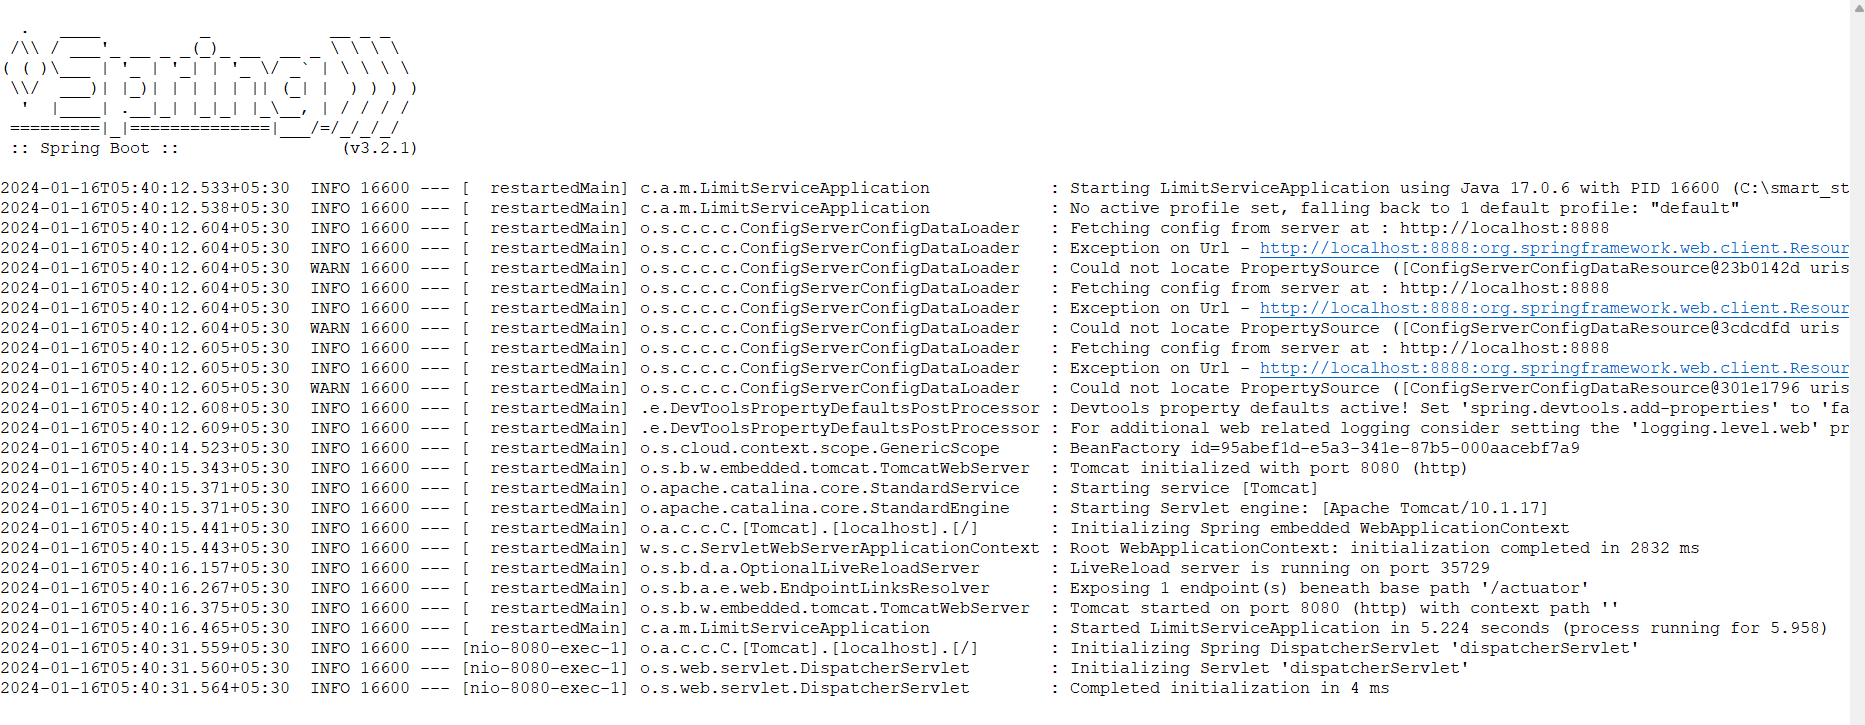 .   ____          _            __ _ _
 /\\ / ___'_ __ _ _(_)_ __  __ _ \ \ \ \
( ( )\___ | '_ | '_| | '_ \/ _` | \ \ \ \
 \\/  ___)| |_)| | | | | || (_| |  ) ) ) )
  '  |____| .__|_| |_|_| |_\__, | / / / /
 =========|_|==============|___/=/_/_/_/
 :: Spring Boot ::                (v3.2.1)
2024-01-16T05:40:12.533+05:30  INFO 16600 --- [  restartedMain] c.a.m.LimitServiceApplication            : Starting LimitServiceApplication using Java 17.0.6 with PID 16600 (C:\smart_st
2024-01-16T05:40:12.538+05:30  INFO 16600 --- [  restartedMain] c.a.m.LimitServiceApplication            : No active profile set, falling back to 1 default profile: "default"
2024-01-16T05:40:12.604+05:30  INFO 16600 --- [  restartedMain] o.s.c.c.c.ConfigServerConfigDataLoader   : Fetching config from server at : http://localhost:8888
2024-01-16T05:40:12.604+05:30  INFO 16600 --- [  restartedMain] o.s.c.c.c.ConfigServerConfigDataLoader   : Exception on Url - http://localhost:8888:org.springframework.web.client.Resour
2024-01-16T05:40:12.604+05:30  WARN 16600 --- [  restartedMain] o.s.c.c.c.ConfigServerConfigDataLoader   : Could not locate PropertySource ([ConfigServerConfigDataResource@23b0142d uris
2024-01-16T05:40:12.604+05:30  INFO 16600 --- [  restartedMain] o.s.c.c.c.ConfigServerConfigDataLoader   : Fetching config from server at : http://localhost:8888
2024-01-16T05:40:12.604+05:30  INFO 16600 --- [  restartedMain] o.s.c.c.c.ConfigServerConfigDataLoader   : Exception on Url - http://localhost:8888:org.springframework.web.client.Resour
2024-01-16T05:40:12.604+05:30  WARN 16600 --- [  restartedMain] o.s.c.c.c.ConfigServerConfigDataLoader   : Could not locate PropertySource ([ConfigServerConfigDataResource@3cdcdfd uris
2024-01-16T05:40:12.605+05:30  INFO 16600 --- [  restartedMain] o.s.c.c.c.ConfigServerConfigDataLoader   : Fetching config from server at : http://localhost:8888
2024-01-16T05:40:12.605+05:30  INFO 16600 --- [  restartedMain] o.s.c.c.c.ConfigServerConfigDataLoader   : Exception on Url - http://localhost:8888:org.springframework.web.client.Resour
2024-01-16T05:40:12.605+05:30  WARN 16600 --- [  restartedMain] o.s.c.c.c.ConfigServerConfigDataLoader   : Could not locate PropertySource ([ConfigServerConfigDataResource@301e1796 uris
2024-01-16T05:40:12.608+05:30  INFO 16600 --- [  restartedMain] .e.DevToolsPropertyDefaultsPostProcessor : Devtools property defaults active! Set 'spring.devtools.add-properties' to 'fa
2024-01-16T05:40:12.609+05:30  INFO 16600 --- [  restartedMain] .e.DevToolsPropertyDefaultsPostProcessor : For additional web related logging consider setting the 'logging.level.web' pr
2024-01-16T05:40:14.523+05:30  INFO 16600 --- [  restartedMain] o.s.cloud.context.scope.GenericScope     : BeanFactory id=95abef1d-e5a3-341e-87b5-000aacebf7a9
2024-01-16T05:40:15.343+05:30  INFO 16600 --- [  restartedMain] o.s.b.w.embedded.tomcat.TomcatWebServer  : Tomcat initialized with port 8080 (http)
2024-01-16T05:40:15.371+05:30  INFO 16600 --- [  restartedMain] o.apache.catalina.core.StandardService   : Starting service [Tomcat]
2024-01-16T05:40:15.371+05:30  INFO 16600 --- [  restartedMain] o.apache.catalina.core.StandardEngine    : Starting Servlet engine: [Apache Tomcat/10.1.17]
2024-01-16T05:40:15.441+05:30  INFO 16600 --- [  restartedMain] o.a.c.c.C.[Tomcat].[localhost].[/]       : Initializing Spring embedded WebApplicationContext
2024-01-16T05:40:15.443+05:30  INFO 16600 --- [  restartedMain] w.s.c.ServletWebServerApplicationContext : Root WebApplicationContext: initialization completed in 2832 ms
2024-01-16T05:40:16.157+05:30  INFO 16600 --- [  restartedMain] o.s.b.d.a.OptionalLiveReloadServer       : LiveReload server is running on port 35729
2024-01-16T05:40:16.267+05:30  INFO 16600 --- [  restartedMain] o.s.b.a.e.web.EndpointLinksResolver      : Exposing 1 endpoint(s) beneath base path '/actuator'
2024-01-16T05:40:16.375+05:30  INFO 16600 --- [  restartedMain] o.s.b.w.embedded.tomcat.TomcatWebServer  : Tomcat started on port 8080 (http) with context path ''
2024-01-16T05:40:16.465+05:30  INFO 16600 --- [  restartedMain] c.a.m.LimitServiceApplication            : Started LimitServiceApplication in 5.224 seconds (process running for 5.958)
2024-01-16T05:40:31.559+05:30  INFO 16600 --- [nio-8080-exec-1] o.a.c.c.C.[Tomcat].[localhost].[/]       : Initializing Spring DispatcherServlet 'dispatcherServlet'
2024-01-16T05:40:31.560+05:30  INFO 16600 --- [nio-8080-exec-1] o.s.web.servlet.DispatcherServlet        : Initializing Servlet 'dispatcherServlet'
2024-01-16T05:40:31.564+05:30  INFO 16600 --- [nio-8080-exec-1] o.s.web.servlet.DispatcherServlet        : Completed initialization in 4 ms